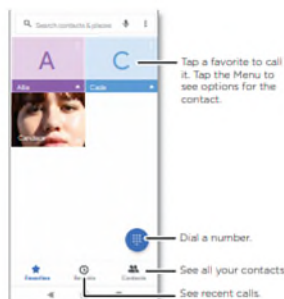 Search contacts & places
A
C
Allie
Cade
Candace
Tap a favorite to call
it. Tap the Menu to
see options for the
contact.
Dial a number.
Favorites
Contacts
See all your contacts
See recent calls.